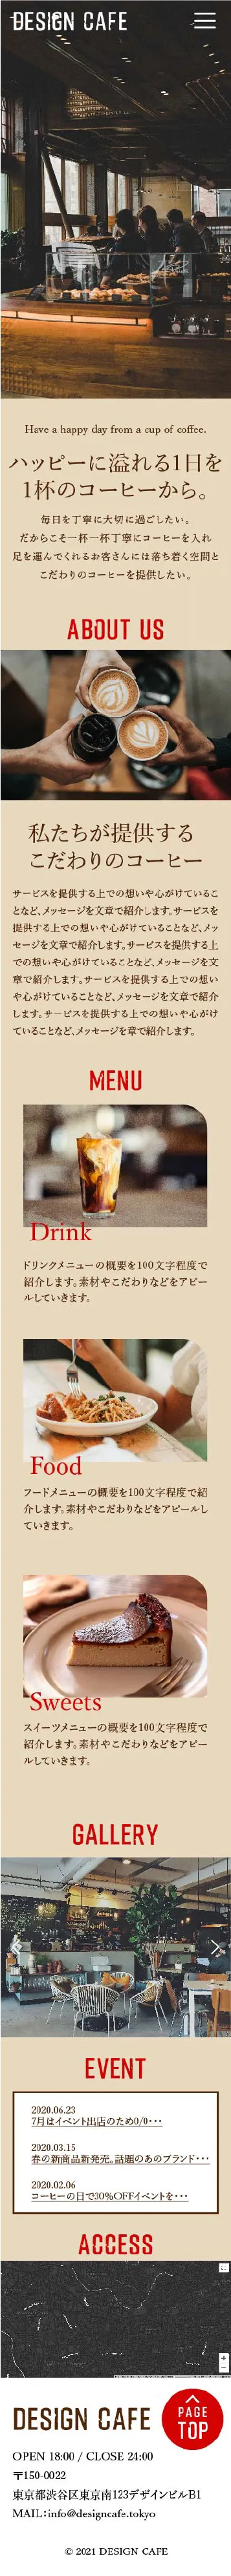 DESIGN CAFE
Have a happy day from a cup of coffee.
ハッピーに溢れる1日を
1杯のコーヒーから。
毎日を丁寧に大切に過ごしたい。
だからこそ一杯一杯丁寧にコーヒーを入れ
足を運んでくれるお客さんには落ち着く空間と
こだわりのコーヒーを提供したい。
ABOUT US
私たちが提供する
こだわりのコーヒー
サービスを提供する上での想いや心がけているこ
となど、メッセージを文章で紹介します。サービスを
提供する上での想いや心がけていることなど、メッ
セージを文章で紹介します。サービスを提供する上
での想いや心がけていることなど、メッセージを文
章で紹介します。サービスを提供する上での想い
や心がけていることなど、メッセージを文章で紹介
します。サービスを提供する上での想いや心がけ
ていることなど、メッセージを章で紹介します。
MENU
Drink
ドリンクメニューの概要を100文字程度で
紹介します。素材やこだわりなどをアピー
ルしていきます。
Food
フードメニューの概要を100文字程度で紹
介します。素材やこだわりなどをアピールし
ていきます。
Sweets
スイーツメニューの概要を100文字程度で
紹介します。素材やこだわりなどをアピー
ルしていきます。
GALLERY
EVENT
2020.06.23
7月はイベント出店のため0/0・・・
2020.03.15
春の新商品新発売。話題のあのブランド・・・
2020.02.06
コーヒーの日で30%OFFイベントを・・・
ACCESS
DESIGN CAFE
PAGE
TOP
OPEN 18:00 / CLOSE 24:00
〒150-0022
東京都渋谷区東京南123デザインビルB1
MAIL：info@designcafe.tokyo
© 2021 DESIGN CAFE